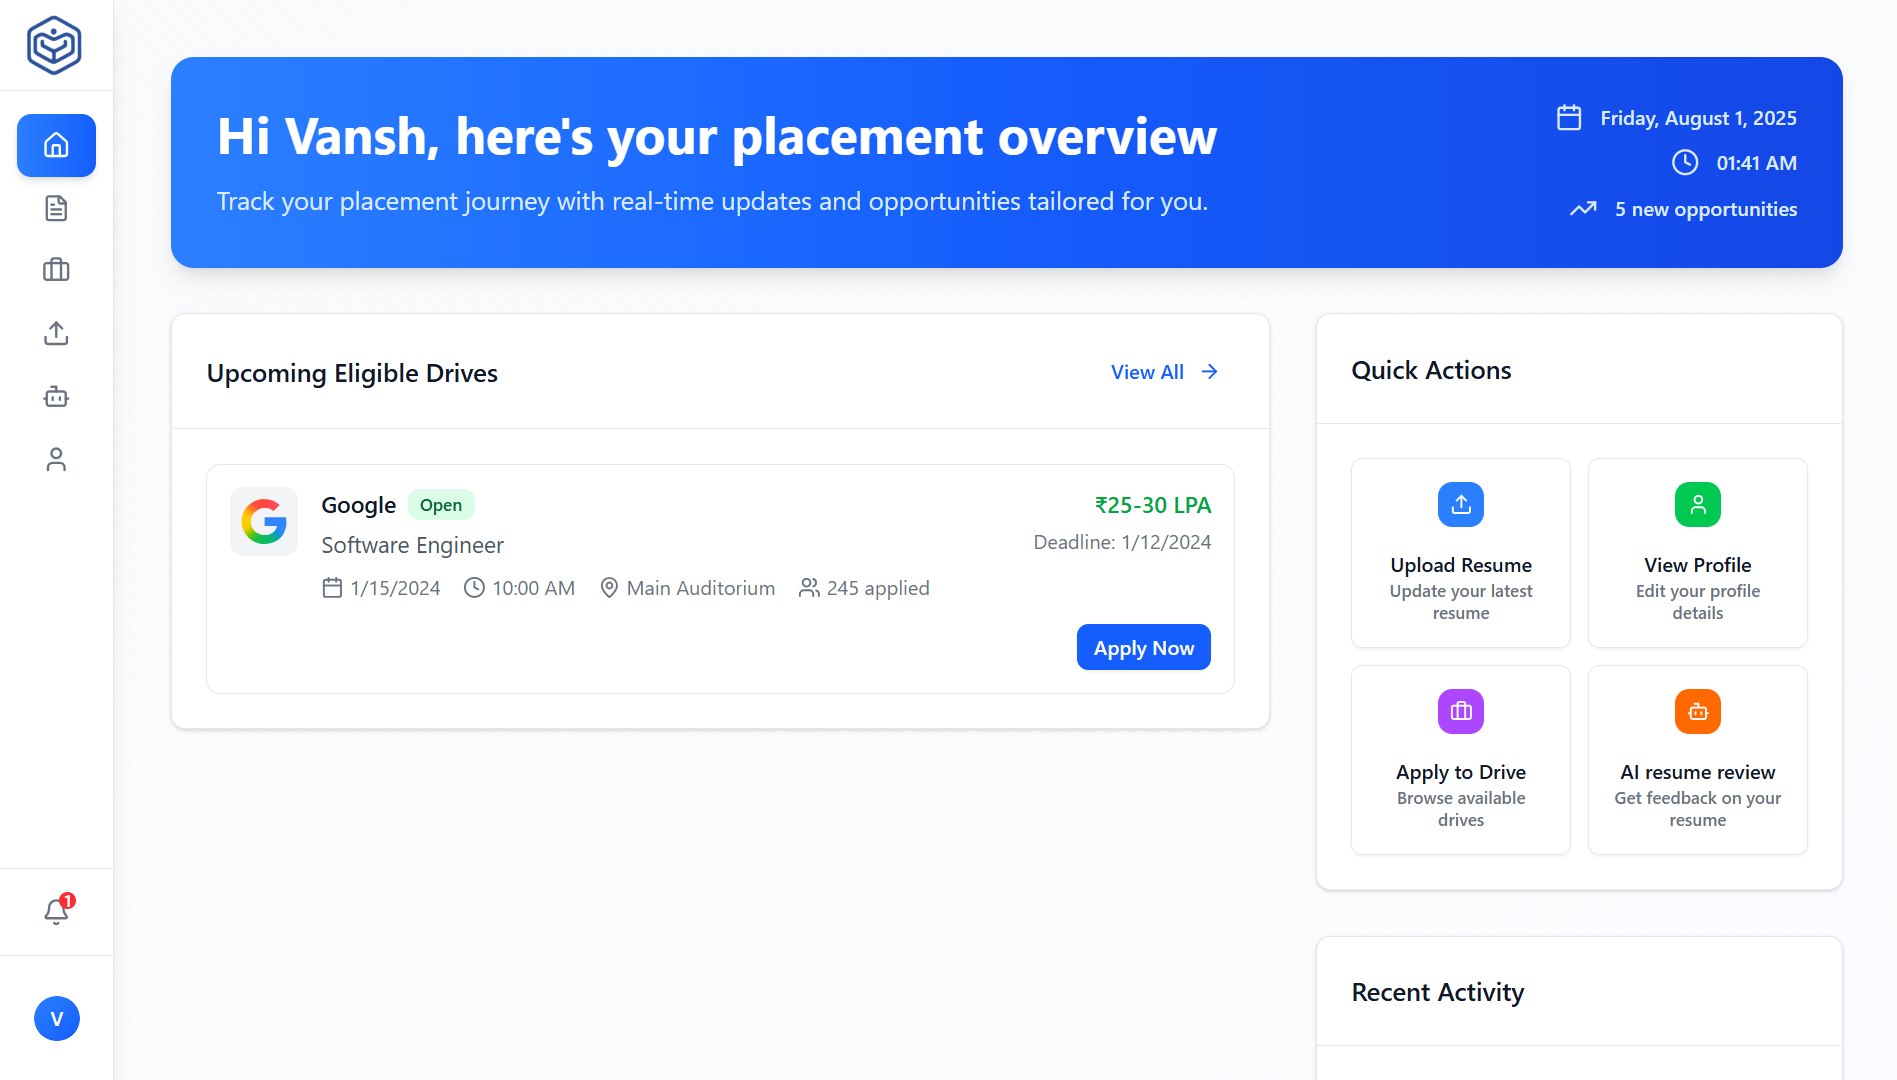 Hi Vansh, here's your placement overview
Track your placement journey with real-time updates and opportunities tailored for you.
Friday, August 1, 2025
01:41 AM
5 new opportunities
Upcoming Eligible Drives
View All
Google
Open
Software Engineer
1/15/2024
10:00 AM
Main Auditorium
245 applied
₹25-30 LPA
Deadline: 1/12/2024
Apply Now
Quick Actions
Upload Resume
Update your latest
resume
View Profile
Edit your profile
details
Apply to Drive
Browse available
drives
AI resume review
Get feedback on your
resume
Recent Activity
1
V